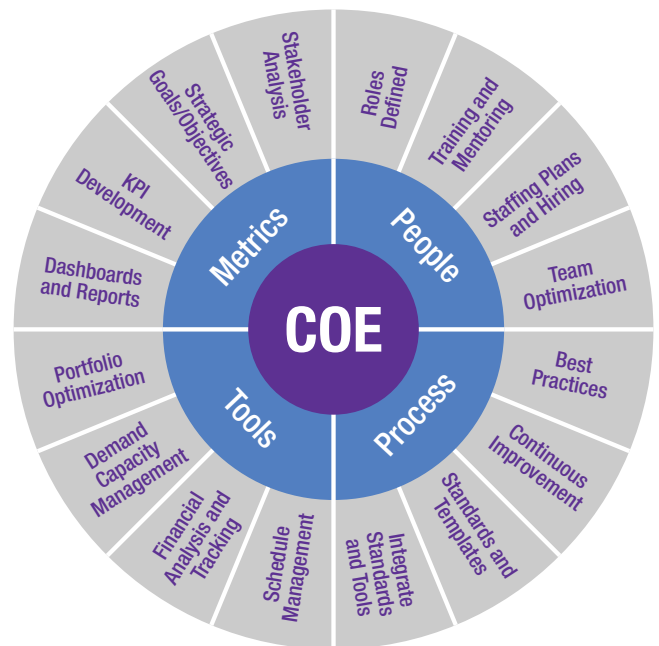 COE
People
Process
Tools
Metrics
Roles
Defined
Training and
Mentoring
Staffing Plans
and Hiring
Team
Optimization
Best
Practices
Continuous
Improvement
Standards and
Templates
Integrate
Standards
and Tools
Schedule
Management
Financial
Analysis and
Tracking
Demand
Capacity
Management
Portfolio
Optimization
Dashboards
and Reports
KPI
Development
Strategic
Goals/Objectives
Stakeholder
Analysis